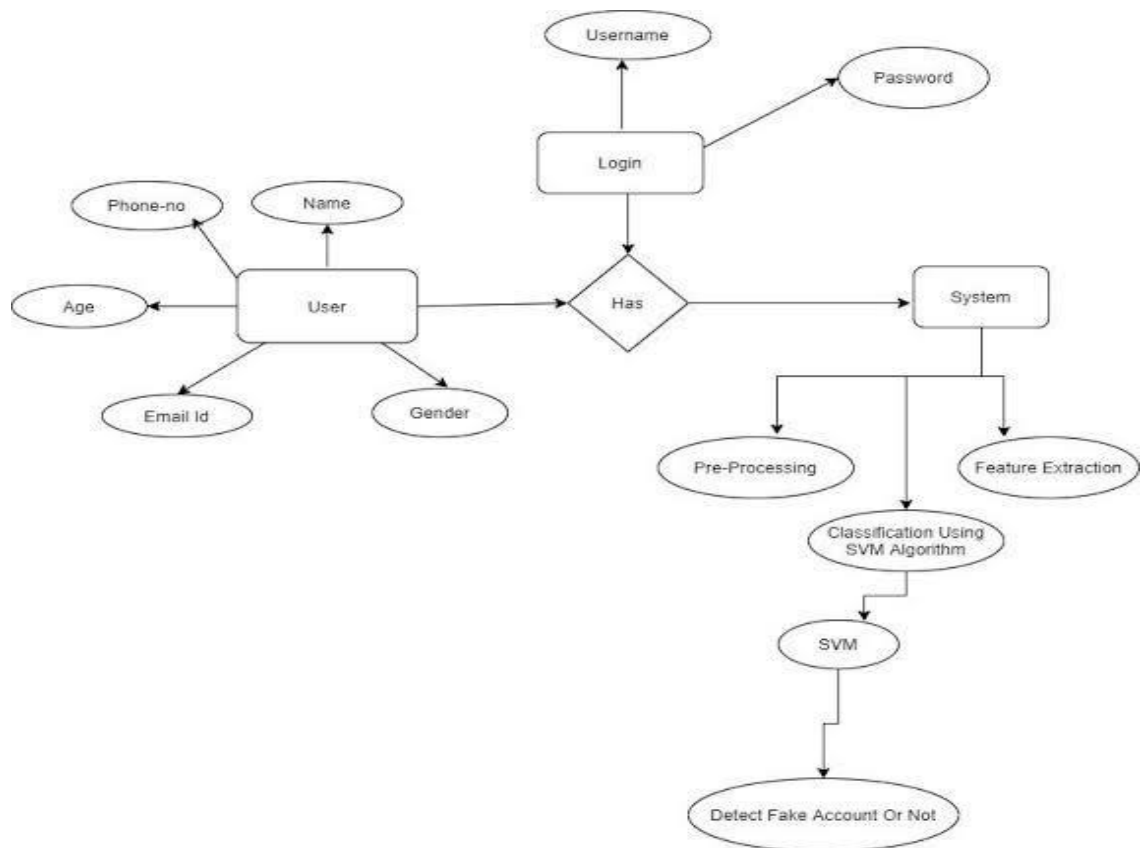 Username
Password
Login
Phone-no
Name
Age
User
Has
System
Email Id
Gender
Pre-Processing
Feature Extraction
Classification Using
SVM Algorithm
SVM
Detect Fake Account Or Not